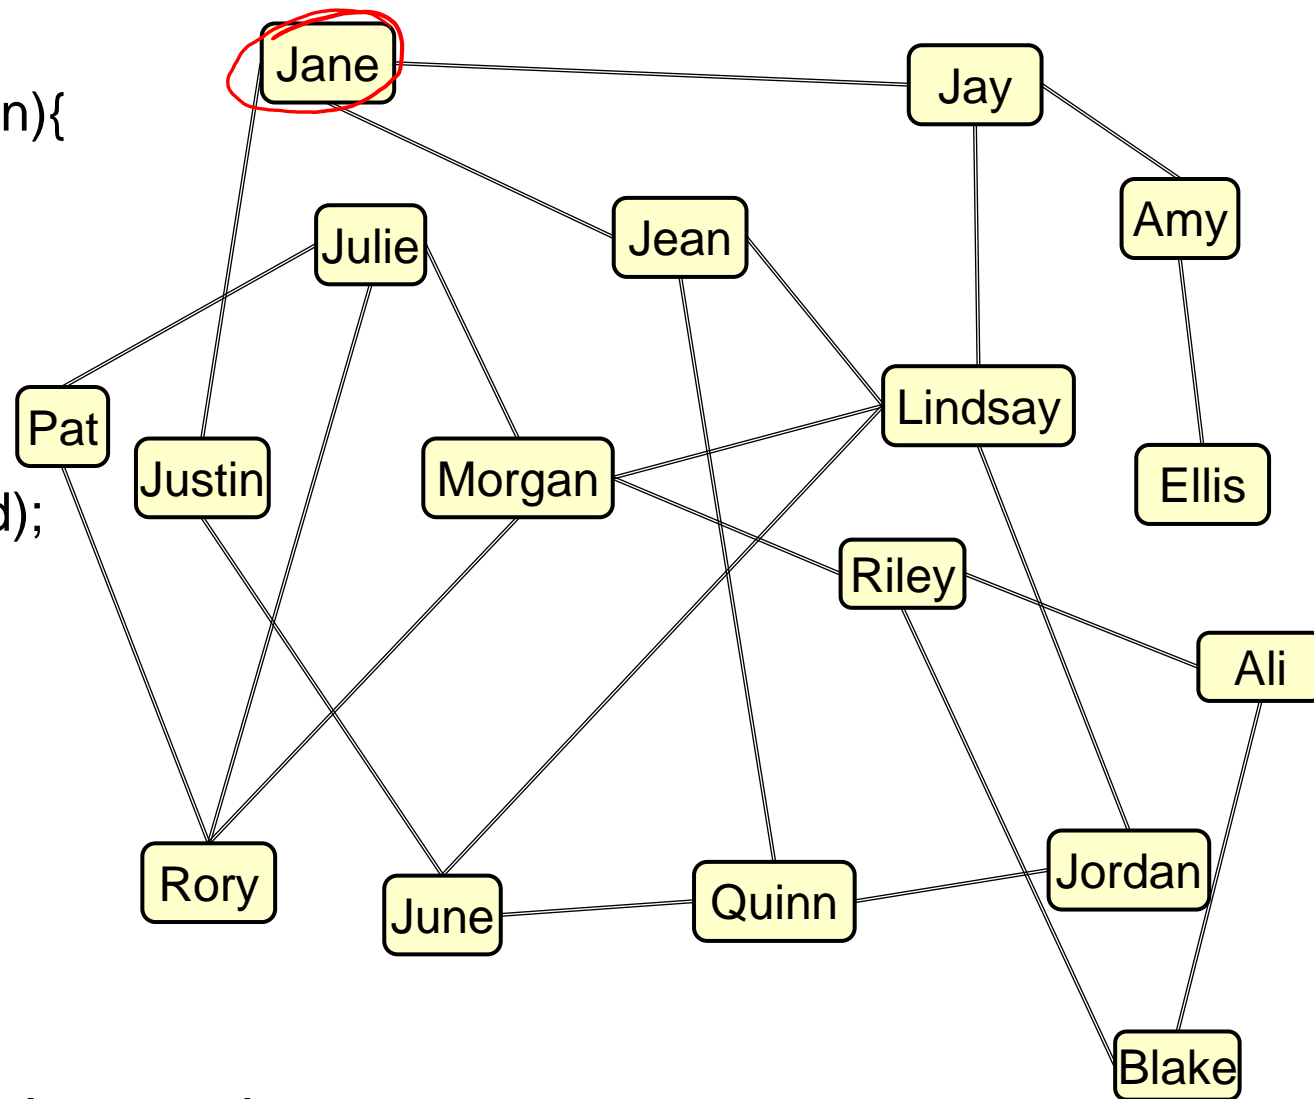 Jane
Jay
n){
Amy
Julie
Jean
Lindsay
Pat
Justin
Morgan
Ellis
d);
Riley
Ali
Rory
June
Quinn
Jordan
Blake